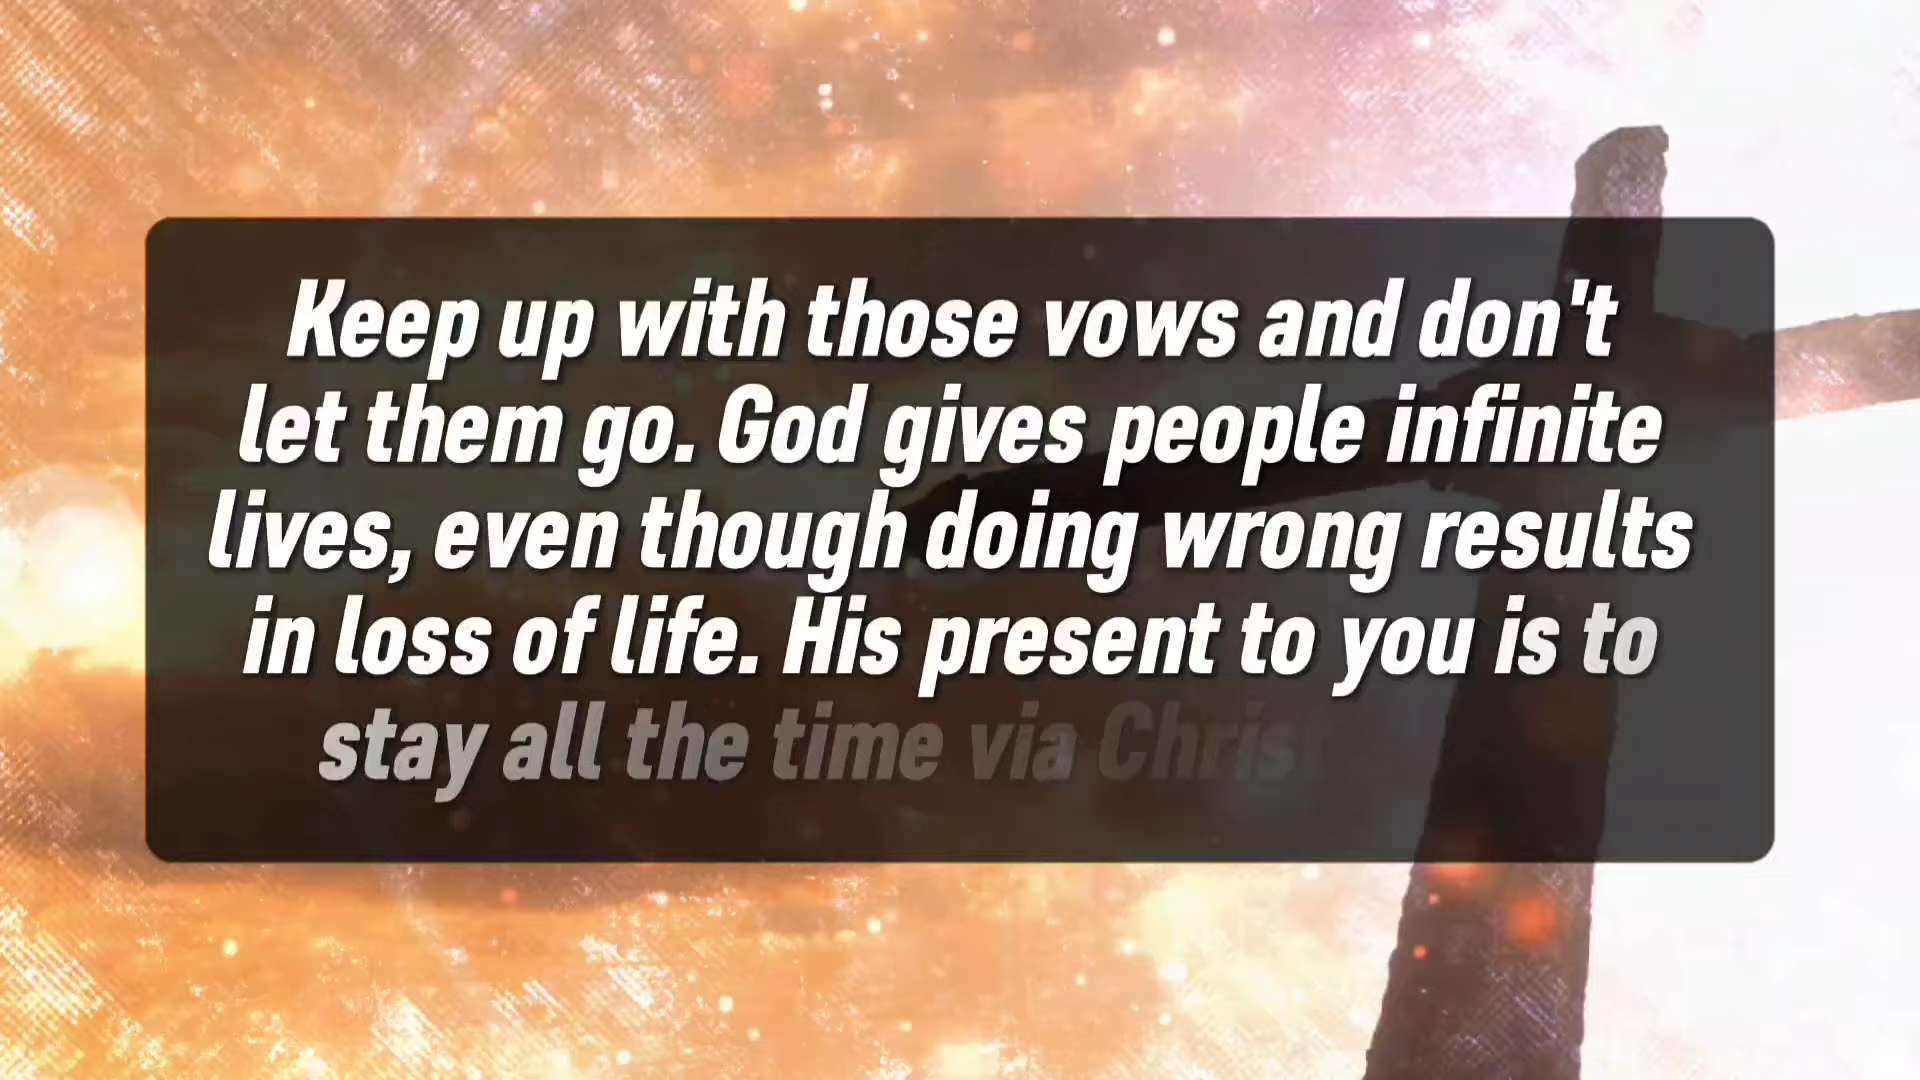 Keep up with those vows and don't
let them go. God gives people infinite
lives, even though doing wrong results
in loss of life. His present to you is to
stay all the time via Christ